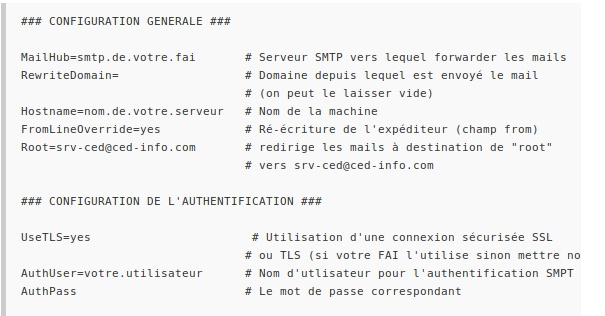 ### CONFIGURATION GENERALE ###
MailHub=smtp.de.votre.fai # Serveur SMTP vers lequel forwarder les mails
RewriteDomain= # Domaine depuis lequel est envoyé le mail
# (on peut le laisser vide)
Hostname=nom.de.votre.serveur # Nom de la machine
FromLineOverride=yes # Ré-écriture de l'expéditeur (champ from)
Root=srv-ced@ced-info.com # redirige les mails à destination de "root"
# vers srv-ced@ced-info.com
### CONFIGURATION DE L'AUTHENTIFICATION ###
UseTLS=yes # Utilisation d'une connexion sécurisée SSL
# ou TLS (si votre FAI l'utilise sinon mettre no
AuthUser=votre.utilisateur # Nom d'utlisateur pour l'authentification SMPT
AuthPass # Le mot de passe correspondant